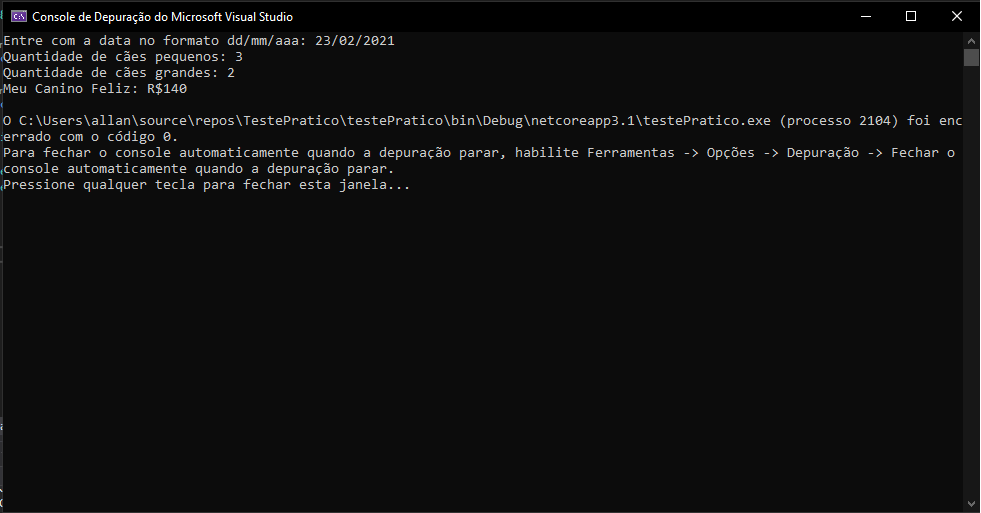 Console de Depuração do Microsoft Visual Studio
Entre com a data no formato dd/mm/aaa: 23/02/2021
Quantidade de cães pequenos: 3
Quantidade de cães grandes: 2
Meu Canino Feliz: R$140
O C:\Users\allan\source\repos\TestePratico\testePratico\bin\Debug\netcoreapp3.1\testePratico.exe (processo 2104) foi enc
errado com o código 0.
Para fechar o console automaticamente quando a depuração parar, habilite Ferramentas -> Opções -> Depuração -> Fechar o
console automaticamente quando a depuração parar.
Pressione qualquer tecla para fechar esta janela...